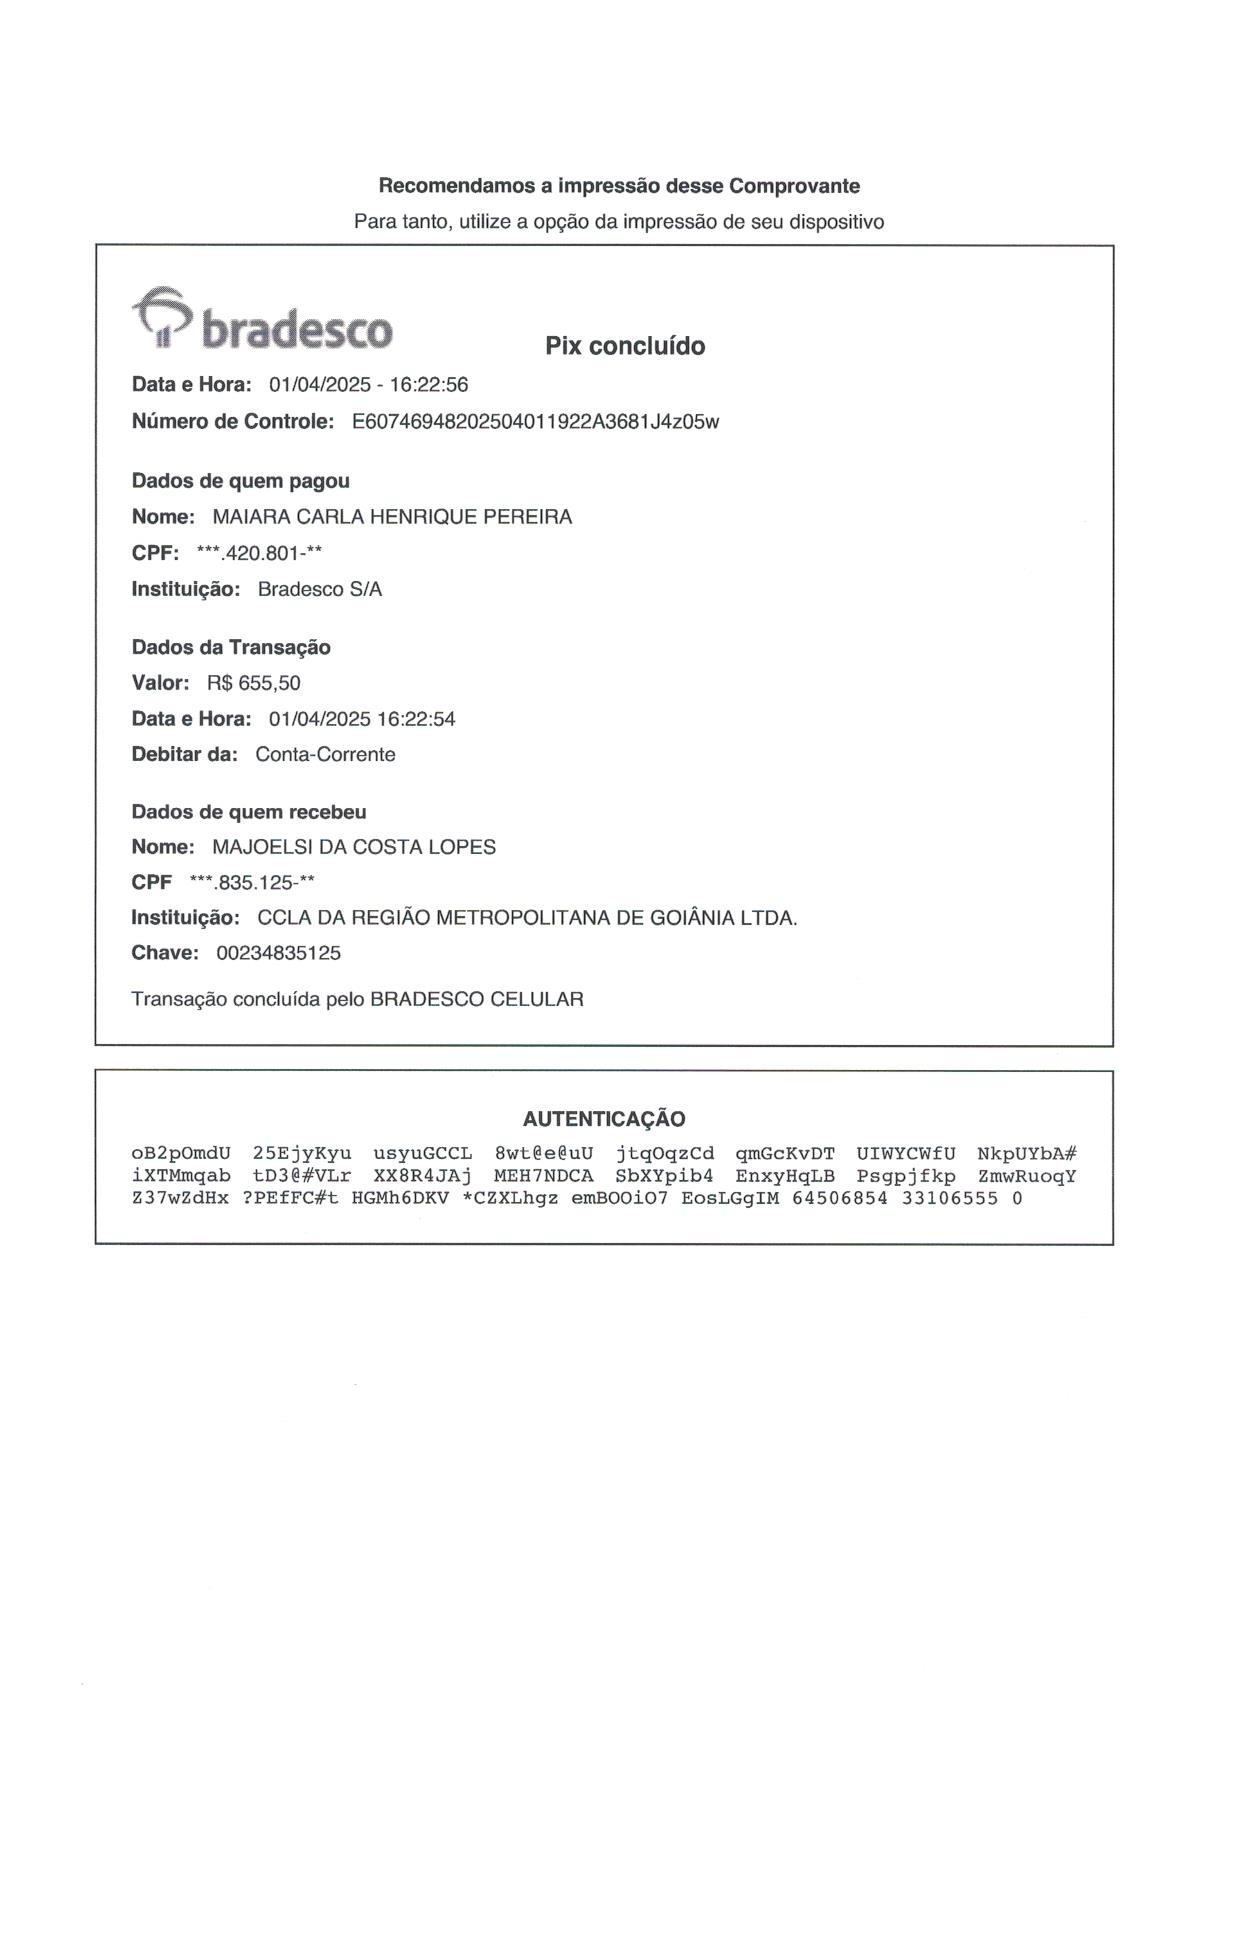 Recomendamos a impressão desse Comprovante
Para tanto, utilize a opção da impressão de seu dispositivo
bradesco
Pix concluído
Data e Hora: 01/04/2025 - 16:22:56
Número de Controle: E60746948202504011922A3681J4z05w
Dados de quem pagou
Nome: MAIARA CARLA HENRIQUE PEREIRA
CPF: ***.420.801-**
Instituição: Bradesco S/A
Dados da Transação
Valor: R$ 655,50
Data e Hora: 01/04/2025 16:22:54
Debitar da: Conta-Corrente
Dados de quem recebeu
Nome: MAJOELSI DA COSTA LOPES
CPF ***.835.125-**
Instituição: CCLA DA REGIÃO METROPOLITANA DE GOIÂNIA LTDA.
Chave: 00234835125
Transação concluída pelo BRADESCO CELULAR
AUTENTICAÇÃO
oB2pOmdU 25EjyKyu usyuGCCL 8wt@e@uU jtqOqzCd qmGcKvDT UIWYCWfU NkpUYbA#
iXTMmqab tD3@#VLr XX8R4JAj MEH7NDCA SbXYpib4 EnxyHqLB Psgpjfkp ZmwRuoqY
Z37wZdHx ?PEfFC#t HGMh6DKV *CZXLhgz emBOOiO7 EosLGgIM 64506854 33106555 0